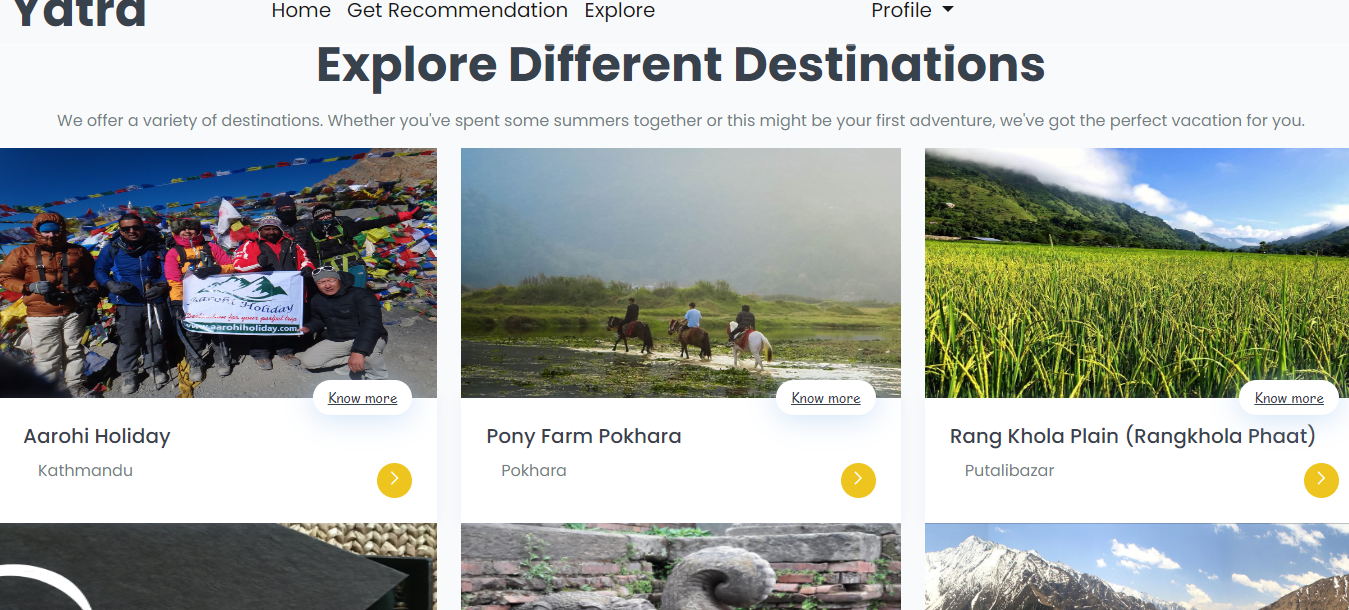 Yatra
Home Get Recommendation Explore Profile
Explore Different Destinations
We offer a variety of destinations. Whether you've spent some summers together or this might be your first adventure, we've got the perfect vacation for you.
Aarohi Holiday
Destination for your perfect trip
www.aarohiholiday.com
Know more
Know more
Know more
Aarohi Holiday
Kathmandu
Pony Farm Pokhara
Pokhara
Rang Khola Plain (Rangkhola Phaat)
Putalibazar